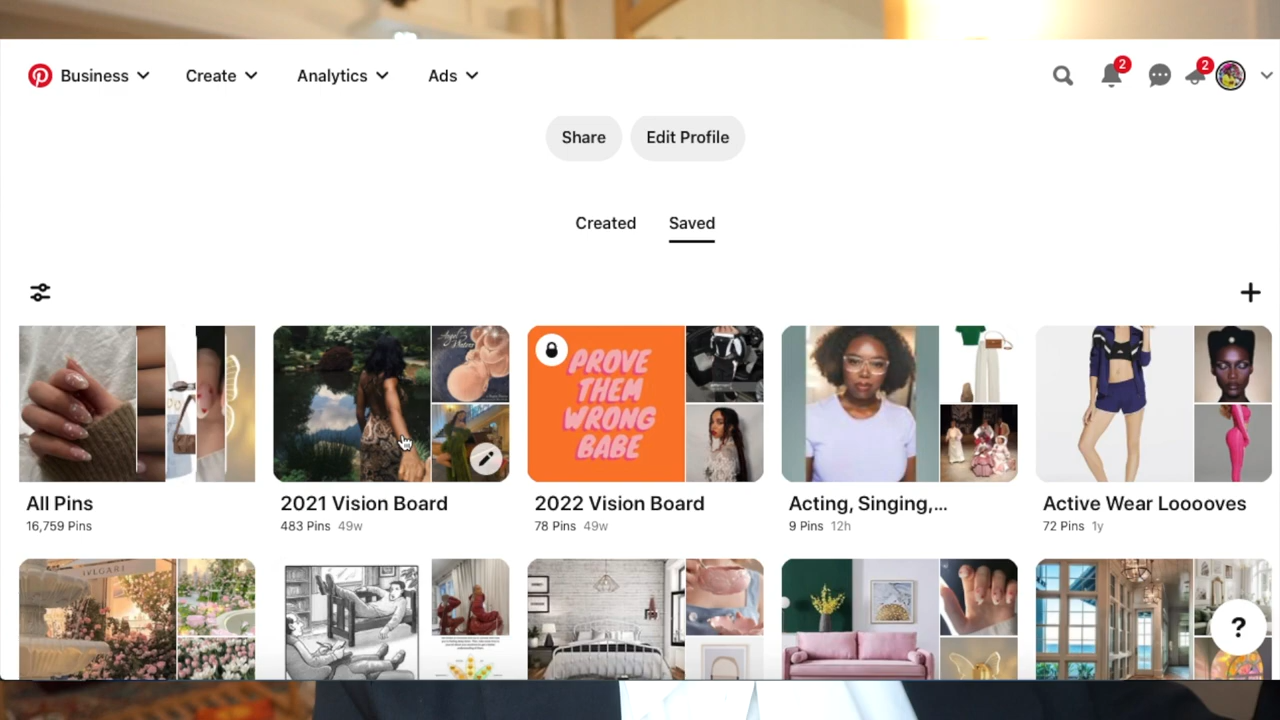 Business
Create
Analytics
Ads
2
2
Share
Edit Profile
Created
Saved
PROVE
THEM
WRONG
BABE
All Pins
16,759 Pins
2021 Vision Board
483 Pins 49w
2022 Vision Board
78 Pins 49w
Acting, Singing,...
9 Pins 12h
Active Wear Looooves
72 Pins 1y
BVLGARI
?